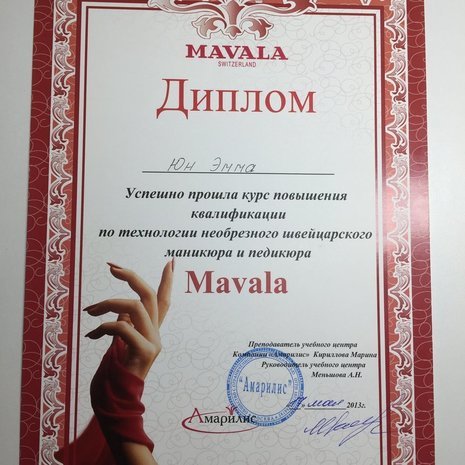 MAVALA
SWITZERLAND
Диплом
Юн Эмма
Успешно прошла курс повышения
квалификации
по технологии необрезного швейцарского
маникюра и педикюра
Mavala
Преподаватель учебного центра
Компании «Амарилис» Кириллова Марина
Руководитель учебного центра
Меньшова А.Н.
"Амарилис"
мая 2013г.
Амарилис